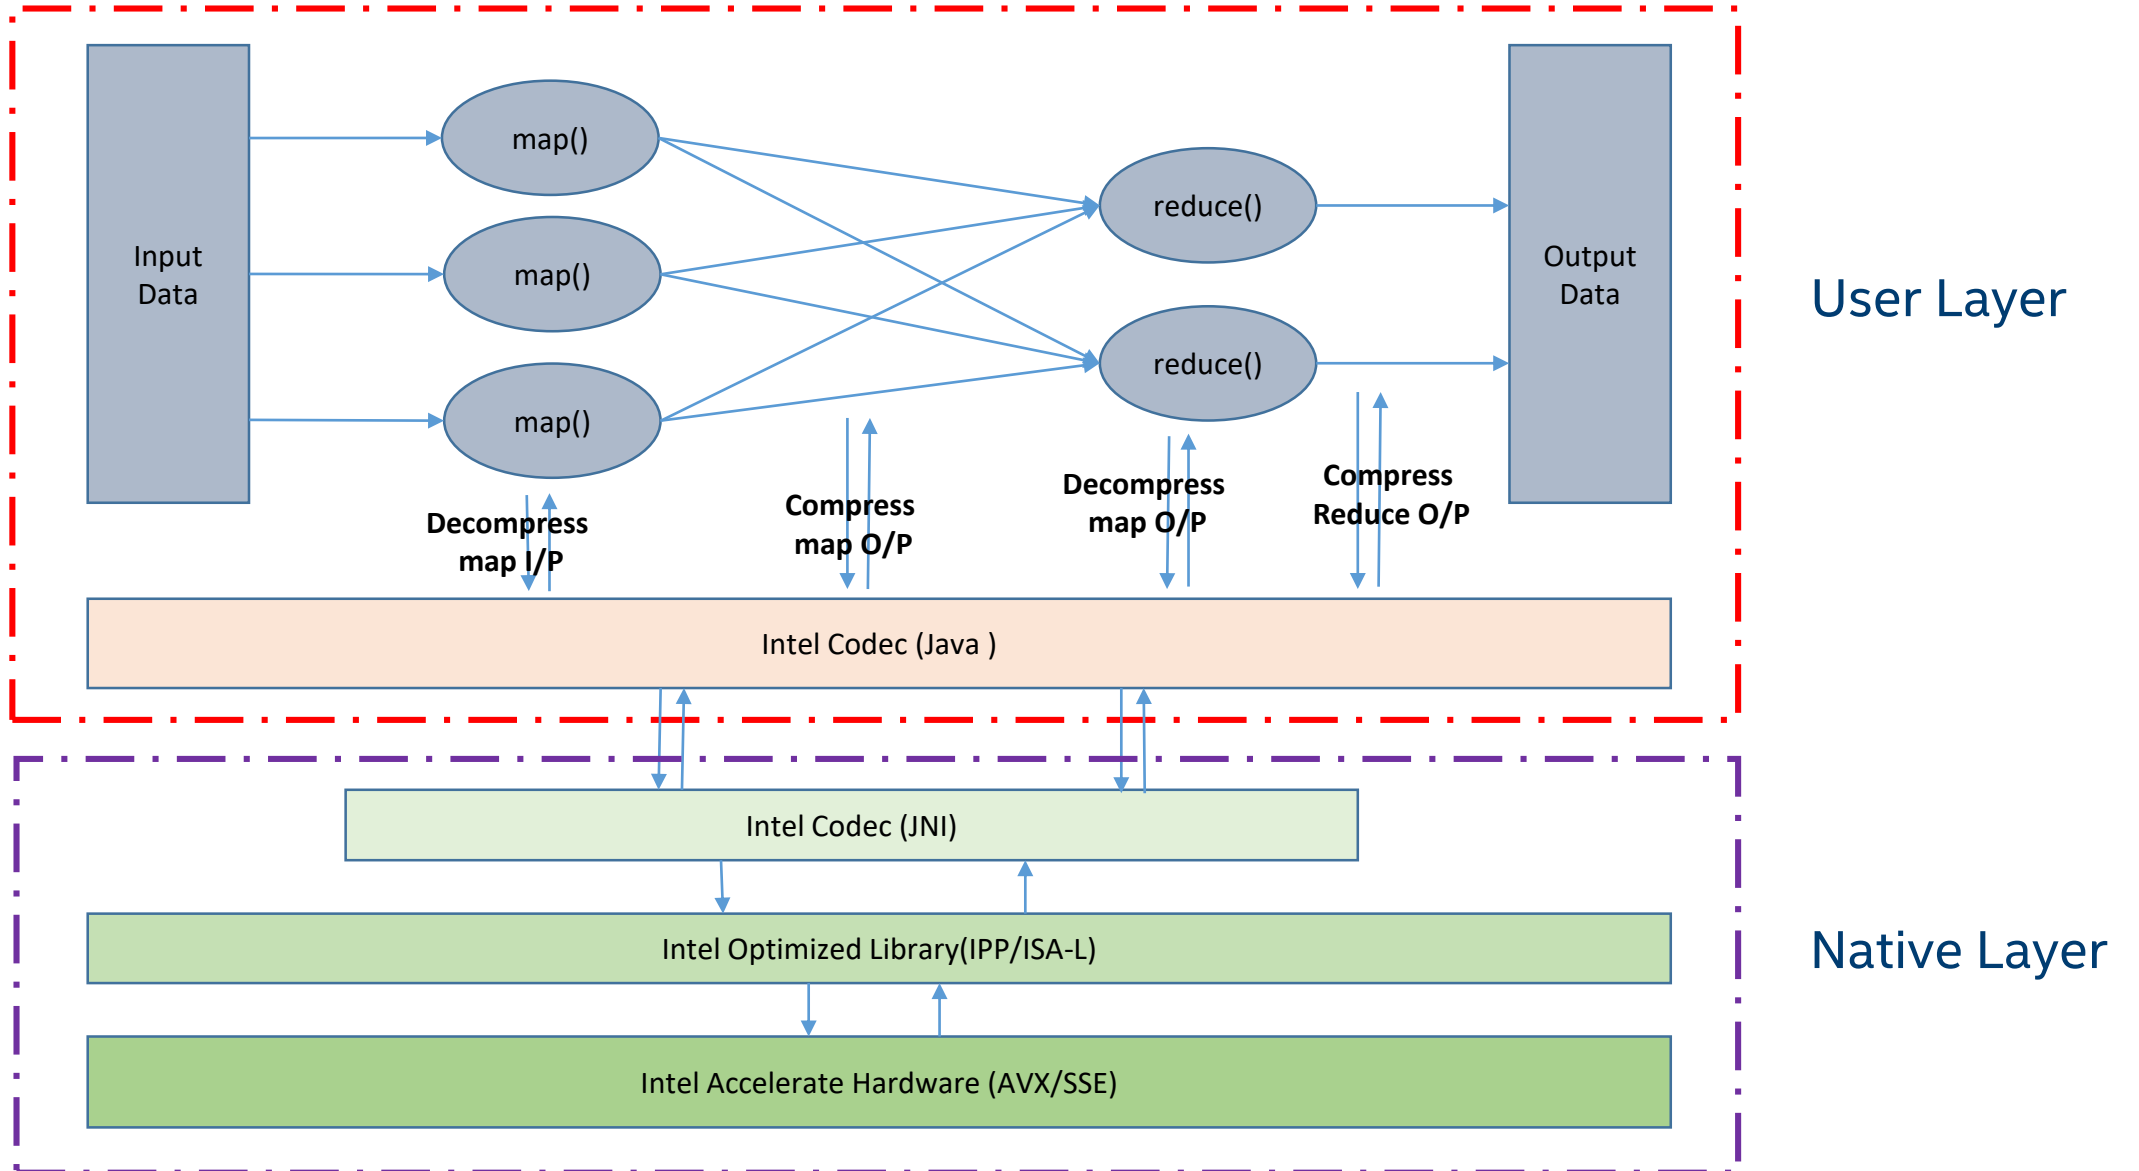 Input
Data
map()
map()
map()
reduce()
reduce()
Output
Data
User Layer
Decompress
map I/P
Compress
map O/P
Decompress
map O/P
Compress
Reduce O/P
Intel Codec (Java )
Intel Codec (JNI)
Intel Optimized Library(IPP/ISA-L)
Native Layer
Intel Accelerate Hardware (AVX/SSE)